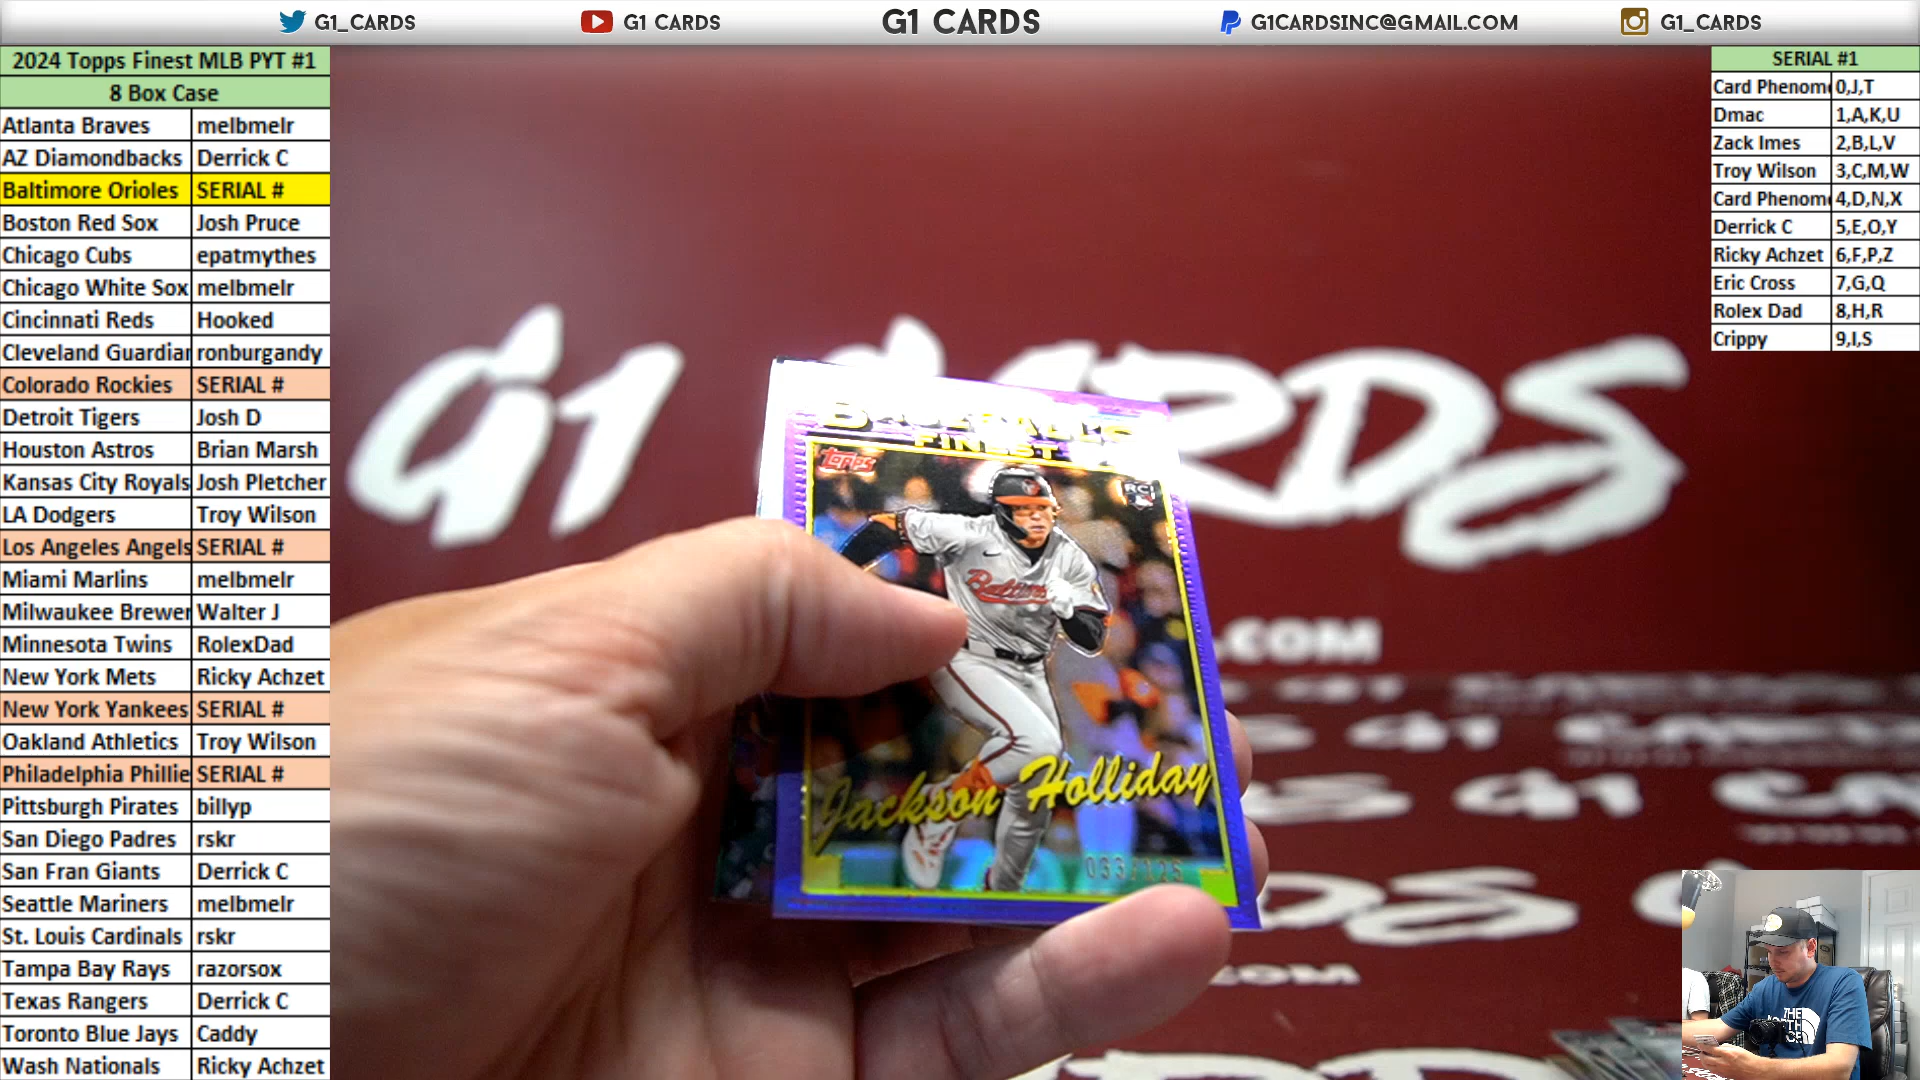 G1_CARDS
G1 CARDS
G1 CARDS
G1CARDSINC@GMAIL.COM
G1_CARDS
2024 Topps Finest MLB PYT #1
8 Box Case
Atlanta Braves melbmelr
AZ Diamondbacks Derrick C
Baltimore Orioles SERIAL #
Boston Red Sox Josh Pruce
Chicago Cubs epatmythes
Chicago White Sox melbmelr
Cincinnati Reds Hooked
Cleveland Guardian ronburgandy
Colorado Rockies SERIAL #
Detroit Tigers Josh D
Houston Astros Brian Marsh
Kansas City Royals Josh Pletcher
LA Dodgers Troy Wilson
Los Angeles Angels SERIAL #
Miami Marlins melbmelr
Milwaukee Brewer Walter J
Minnesota Twins RolexDad
New York Mets Ricky Achzet
New York Yankees SERIAL #
Oakland Athletics Troy Wilson
Philadelphia Phillie SERIAL #
Pittsburgh Pirates billyp
San Diego Padres rskr
San Fran Giants Derrick C
Seattle Mariners melbmelr
St. Louis Cardinals rskr
Tampa Bay Rays razorsox
Texas Rangers Derrick C
Toronto Blue Jays Caddy
Wash Nationals Ricky Achzet
SERIAL #1
Card Phenom 0,J,T
Dmac 1,A,K,U
Zack Imes 2,B,L,V
Troy Wilson 3,C,M,W
Card Phenom 4,D,N,X
Derrick C 5,E,O,Y
Ricky Achzet 6,F,P,Z
Eric Cross 7,G,Q
Rolex Dad 8,H,R
Crippy 9,I,S
G1 CARDS
.COM
FINEST
Topps
RC
Jackson Holliday
THE
NORTH